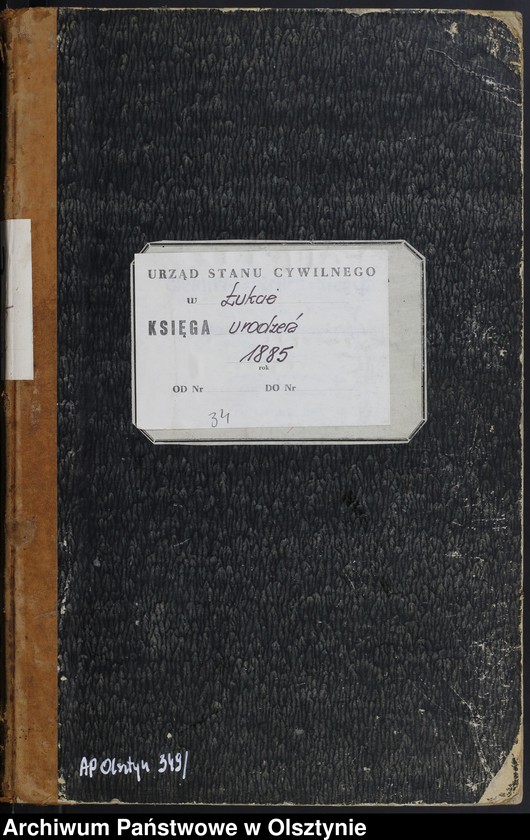 URZĄD STANU CYWILNEGO
w Łukcie
KSIĘGA urodzeń
1885
rok
OD Nr DO Nr
34
AP Olsztyn 349/
Archiwum Państwowe w Olsztynie